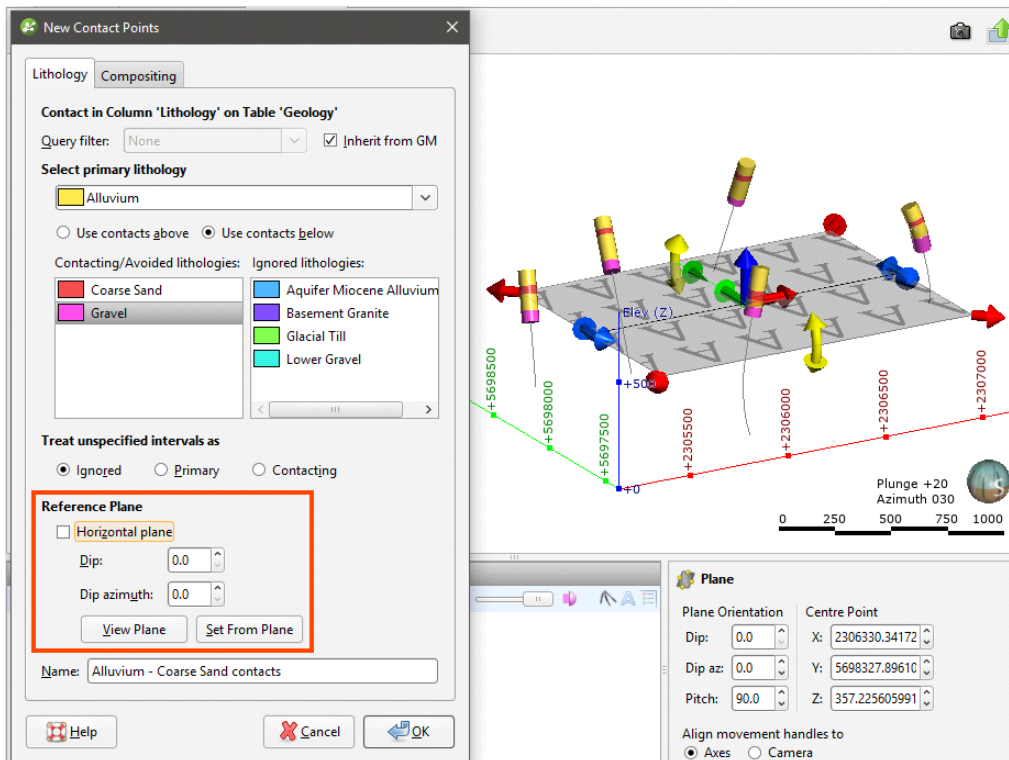 New Contact Points
Lithology
Compositing
Contact in Column 'Lithology' on Table 'Geology'
Query filter: None
Inherit from GM
Select primary lithology
Alluvium
Use contacts above
Use contacts below
Contacting/Avoided lithologies:
Coarse Sand
Gravel
Ignored lithologies:
Aquifer Miocene Alluvium
Basement Granite
Glacial Till
Lower Gravel
Treat unspecified intervals as
Ignored
Primary
Contacting
Reference Plane
Horizontal plane
Dip: 0.0
Dip azimuth: 0.0
View Plane
Set From Plane
Name: Alluvium - Coarse Sand contacts
Help
Cancel
OK
Elev (Z)
+500
+0
+5698500
+5698000
+5697500
+2305500
+2306000
+2306500
+2307000
Plunge +20
Azimuth 030
S
0 250 500 750 1000
A A A A A A A A
Plane
Plane Orientation
Dip: 0.0
Dip az: 0.0
Pitch: 90.0
Centre Point
X: 2306330.34172
Y: 5698327.89610
Z: 357.225605991
Align movement handles to
Axes
Camera